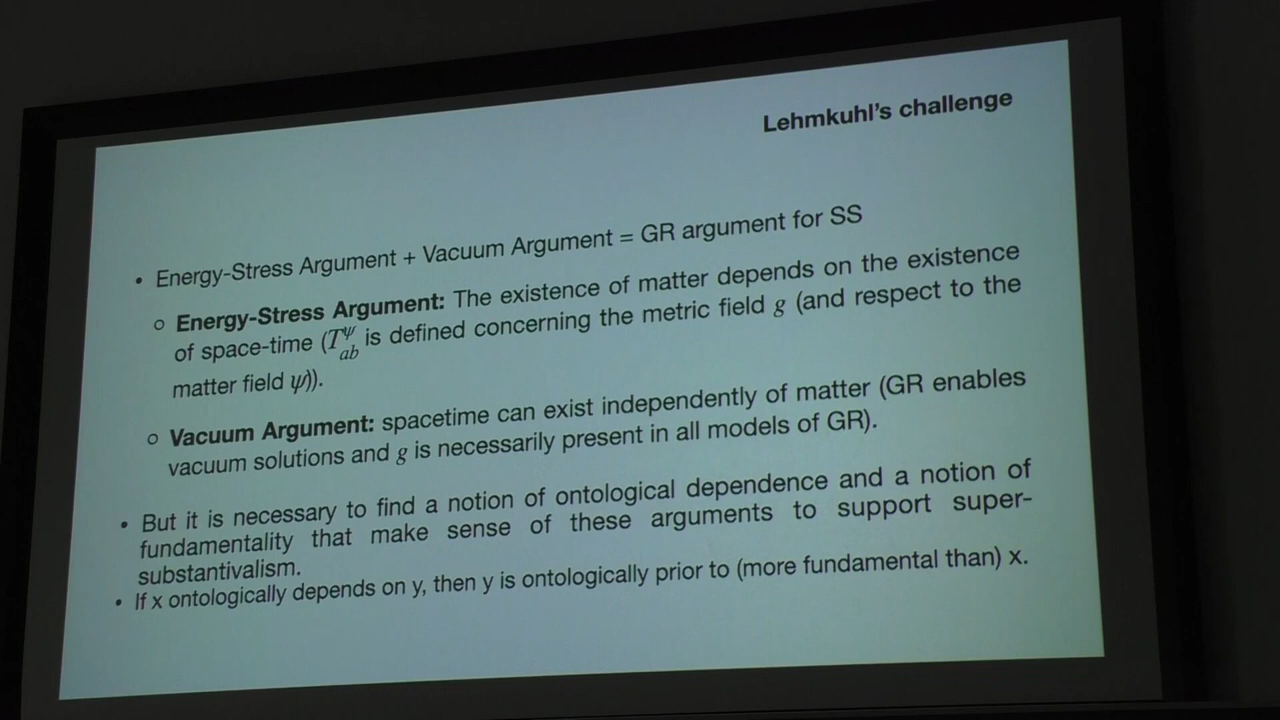 Lehmkuhl's challenge
• Energy-Stress Argument + Vacuum Argument = GR argument for SS
○ Energy-Stress Argument: The existence of matter depends on the existence
of space-time (T^ψ_ab is defined concerning the metric field g (and respect to the
matter field ψ)).
○ Vacuum Argument: spacetime can exist independently of matter (GR enables
vacuum solutions and g is necessarily present in all models of GR).
• But it is necessary to find a notion of ontological dependence and a notion of
fundamentality that make sense of these arguments to support super-
substantivalism.
• If x ontologically depends on y, then y is ontologically prior to (more fundamental than) x.